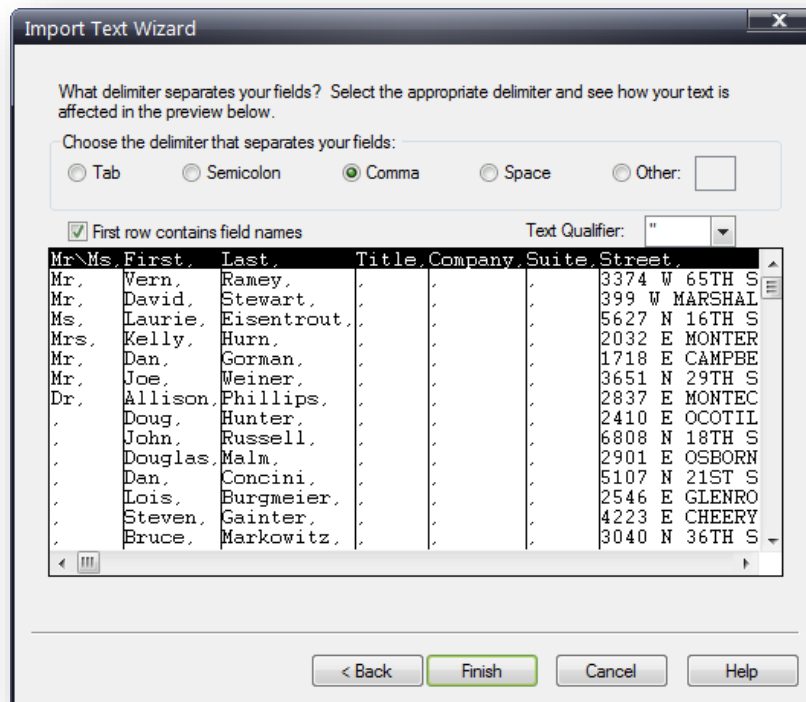 Import Text Wizard
X
What delimiter separates your fields?  Select the appropriate delimiter and see how your text is
affected in the preview below.
Choose the delimiter that separates your fields:
Tab Semicolon Comma Space Other:
First row contains field names Text Qualifier: "
Mr\Ms,First, Last, Title,Company,Suite,Street,
Mr, Vern, Ramey, , , , 3374 W 65TH S
Mr, David, Stewart, , , , 399 W MARSHAL
Ms, Laurie, Eisentrout, , , , 5627 N 16TH S
Mrs, Kelly, Hurn, , , , 2032 E MONTER
Mr, Dan, Gorman, , , , 1718 E CAMPBE
Mr, Joe, Weiner, , , , 3651 N 29TH S
Dr, Allison,Phillips, , , , 2837 E MONTEC
, Doug, Hunter, , , , 2410 E OCOTIL
, John, Russell, , , , 6808 N 18TH S
, Douglas,Malm, , , , 2901 E OSBORN
, Dan, Concini, , , , 5107 N 21ST S
, Lois, Burgmeier, , , , 2546 E GLENRO
, Steven, Gainter, , , , 4223 E CHEERY
, Bruce, Markowitz, , , , 3040 N 36TH S
< Back Finish Cancel Help